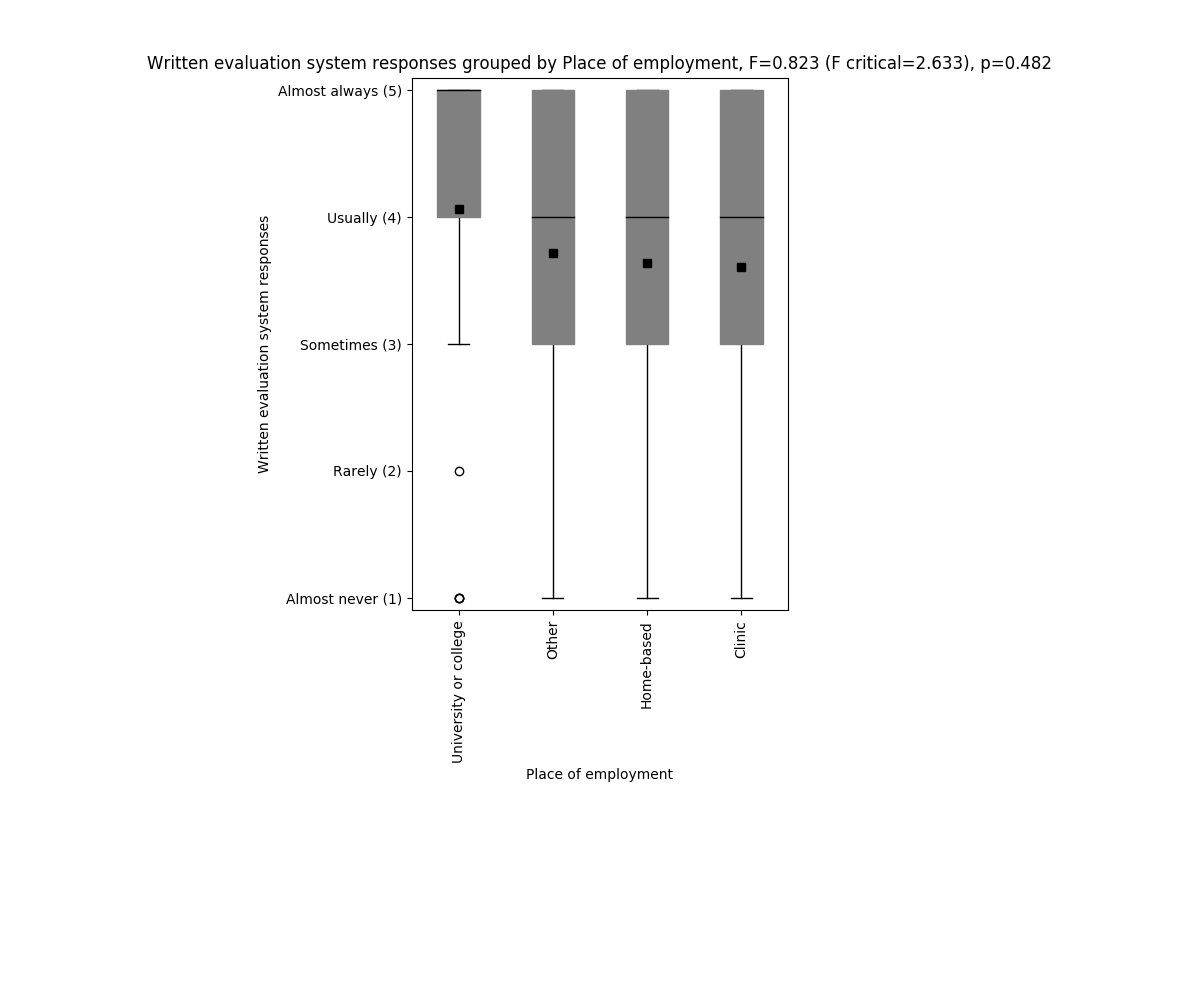 Written evaluation system responses grouped by Place of employment, F=0.823 (F critical=2.633), p=0.482
Almost always (5)
Usually (4)
Sometimes (3)
Rarely (2)
Almost never (1)
Written evaluation system responses
University or college
Other
Home-based
Clinic
Place of employment